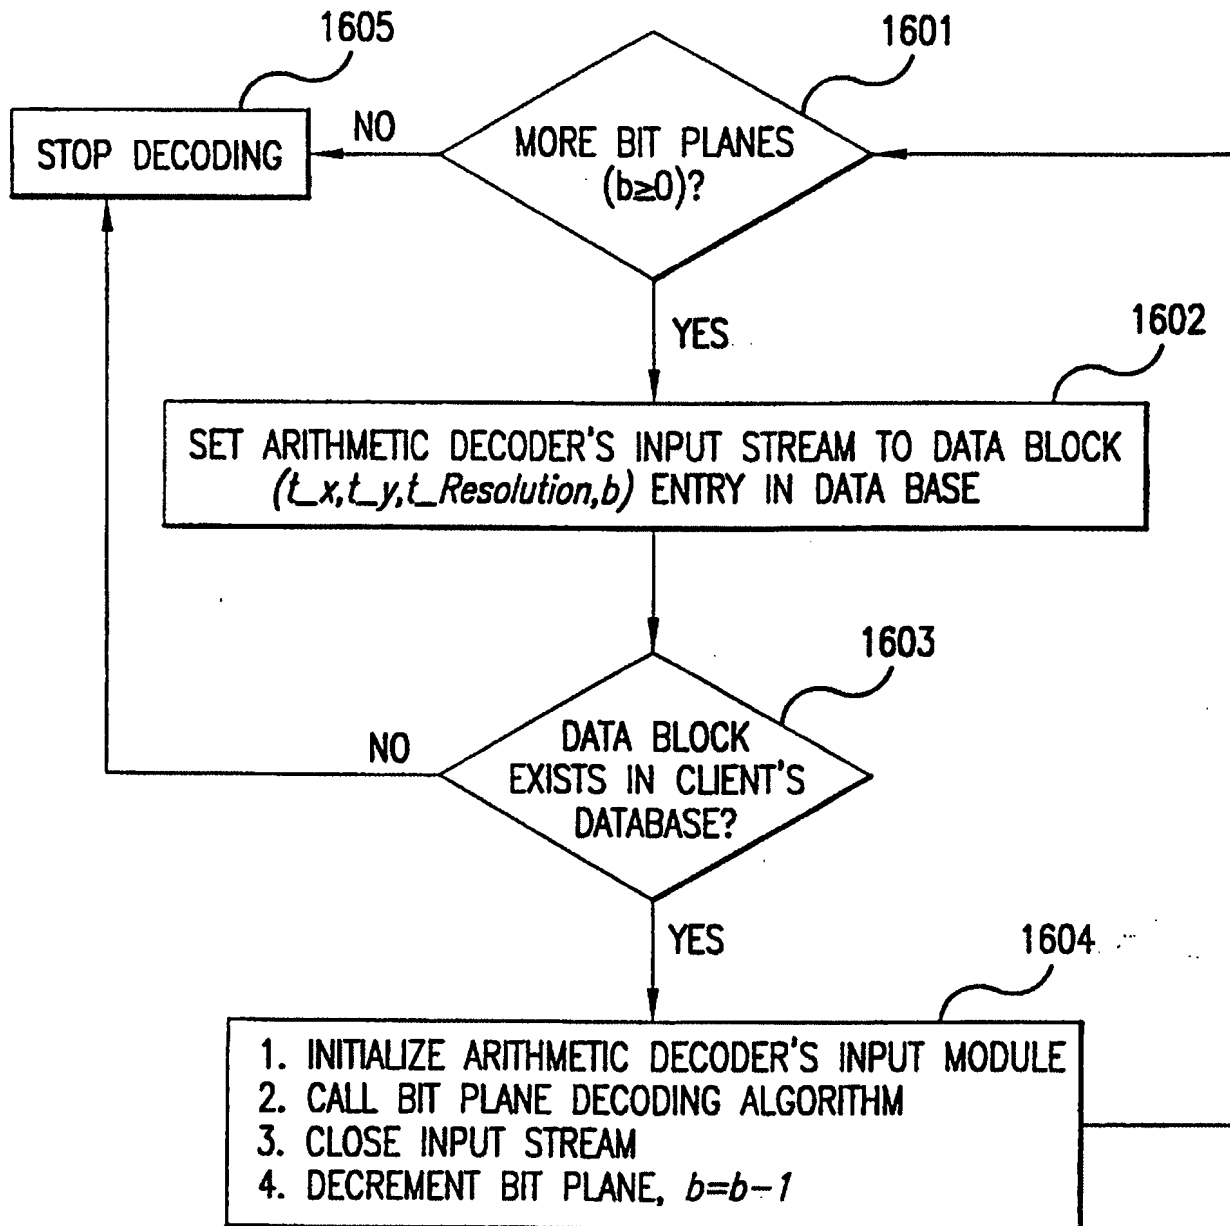 1605
1601
STOP DECODING
NO
MORE BIT PLANES
(b≥0)?
YES
1602
SET ARITHMETIC DECODER'S INPUT STREAM TO DATA BLOCK
(t_x,t_y,t_Resolution,b) ENTRY IN DATA BASE
1603
NO
DATA BLOCK
EXISTS IN CLIENT'S
DATABASE?
YES
1604
1. INITIALIZE ARITHMETIC DECODER'S INPUT MODULE
2. CALL BIT PLANE DECODING ALGORITHM
3. CLOSE INPUT STREAM
4. DECREMENT BIT PLANE, b=b-1